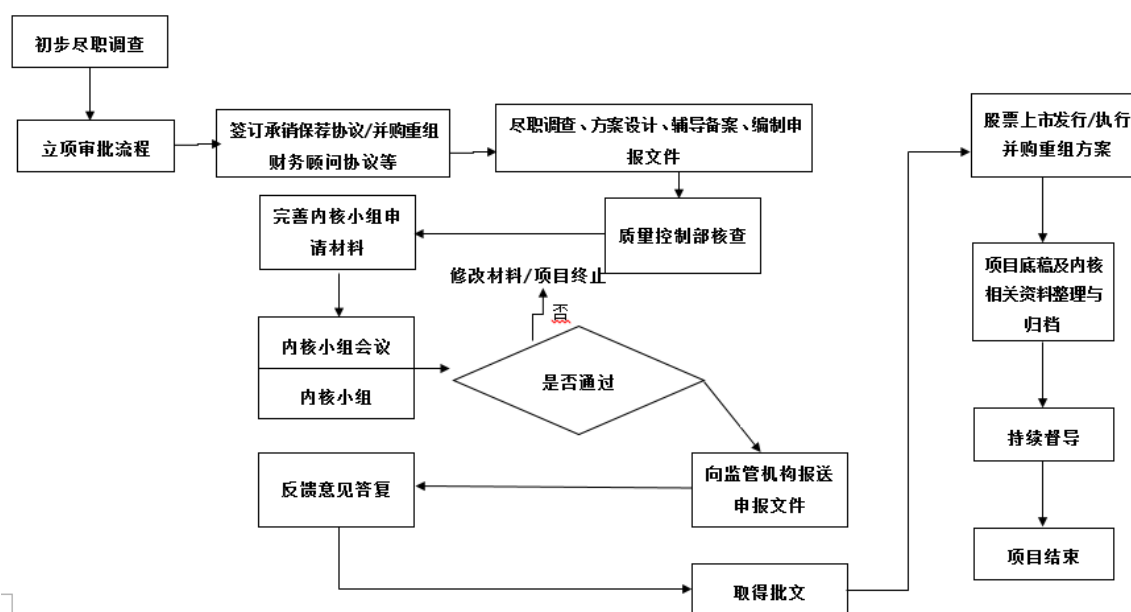 初步尽职调查
立项审批流程
签订承销保荐协议/并购重组
财务顾问协议等
尽职调查、方案设计、辅导备案、编制申
报文件
质量控制部核查
完善内核小组申
请材料
内核小组会议
内核小组
是否通过
否
修改材料/项目终止
向监管机构报送
申报文件
反馈意见答复
取得批文
股票上市发行/执行
并购重组方案
项目底稿及内核
相关资料整理与
归档
持续督导
项目结束